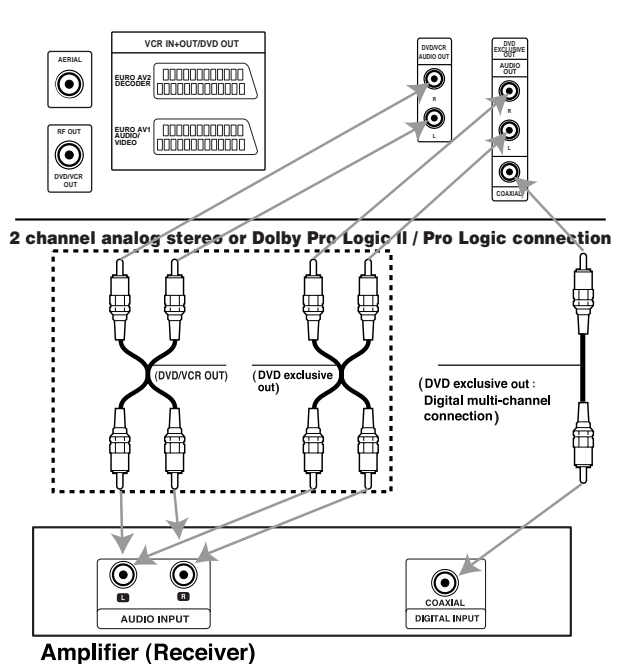 VCR IN+OUT/DVD OUT
AERIAL
EURO AV2
DECODER
RF OUT
EURO AV1
AUDIO/
VIDEO
DVD/VCR
OUT
DVD/VCR
AUDIO OUT
R
L
DVD
EXCLUSIVE
OUT
AUDIO
OUT
R
L
COAXIAL
2 channel analog stereo or Dolby Pro Logic II / Pro Logic connection
(DVD/VCR OUT)
(DVD exclusive
out)
(DVD exclusive out :
Digital multi-channel
connection)
L
R
AUDIO INPUT
COAXIAL
DIGITAL INPUT
Amplifier (Receiver)